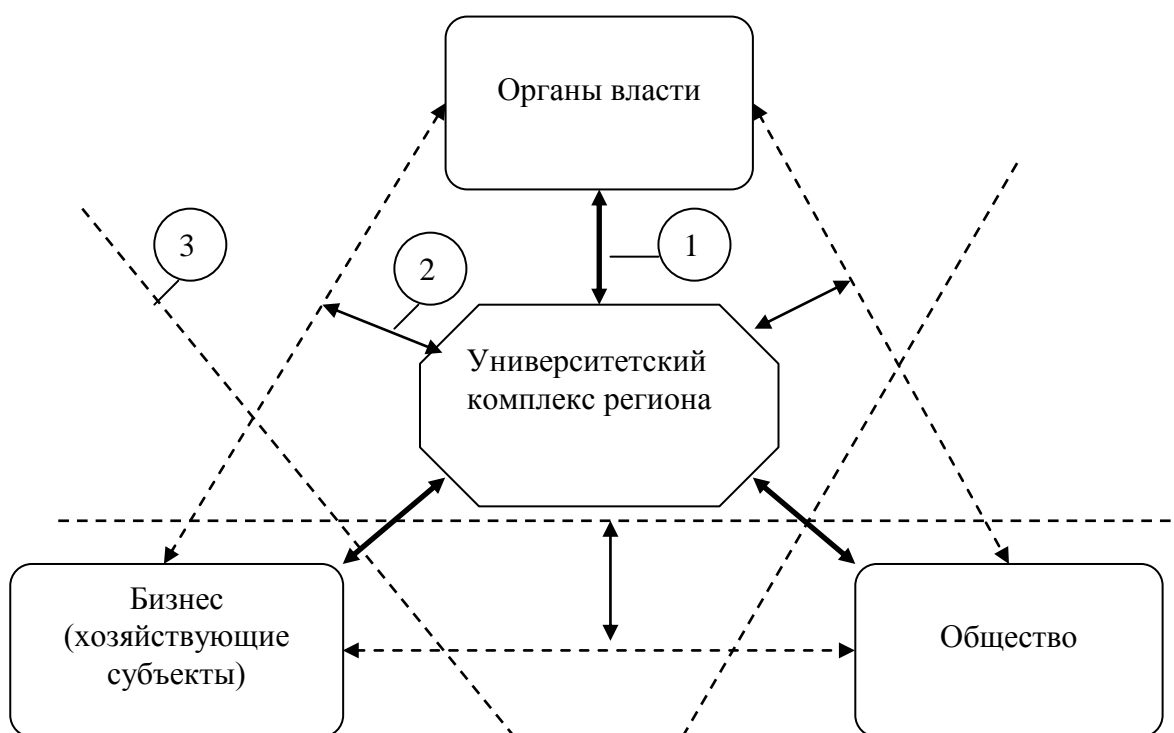 Органы власти
3
2
1
Университетский
комплекс региона
Бизнес
(хозяйствующие
субъекты)
Общество